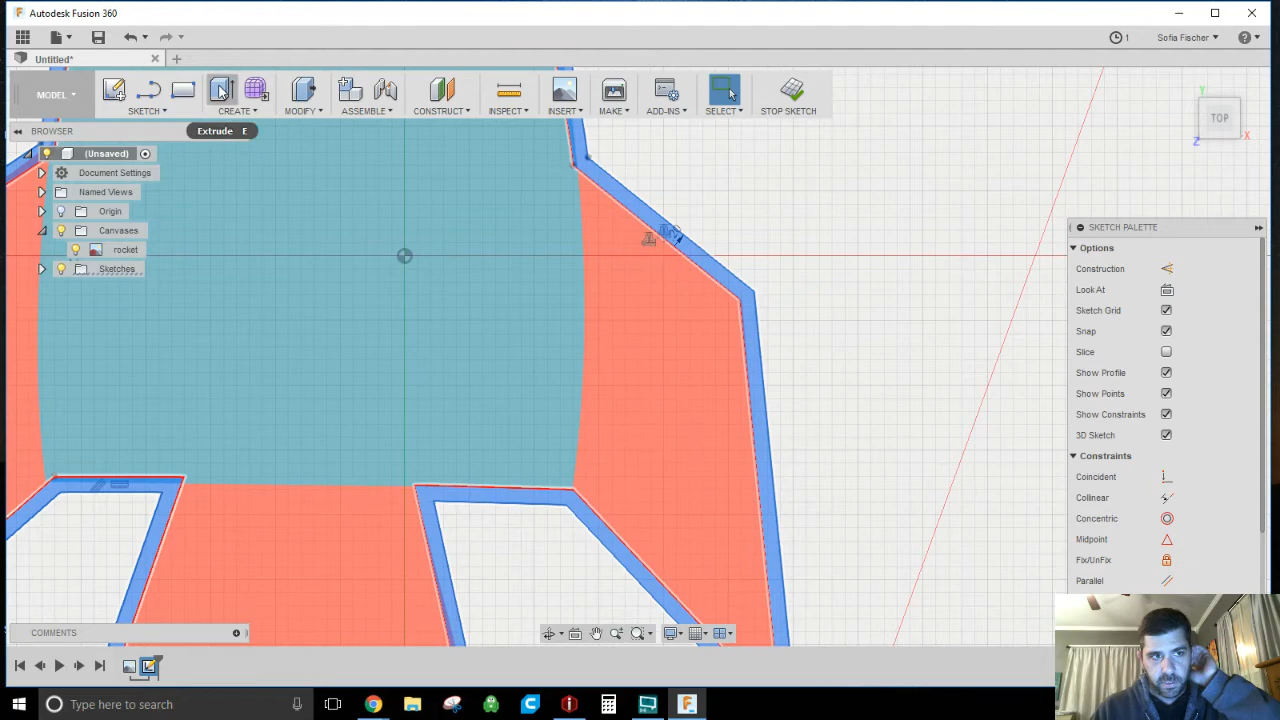 Autodesk Fusion 360
1 Sofia Fischer
Untitled*
MODEL
SKETCH CREATE MODIFY ASSEMBLE CONSTRUCT INSPECT INSERT MAKE ADD-INS SELECT STOP SKETCH
BROWSER
Extrude E
(Unsaved)
Document Settings
Named Views
Origin
Canvases
rocket
Sketches
TOP
Y
X
Z
SKETCH PALETTE
Options
Construction
Look At
Sketch Grid
Snap
Slice
Show Profile
Show Points
Show Constraints
3D Sketch
Constraints
Coincident
Collinear
Concentric
Midpoint
Fix/UnFix
Parallel
COMMENTS
Type here to search